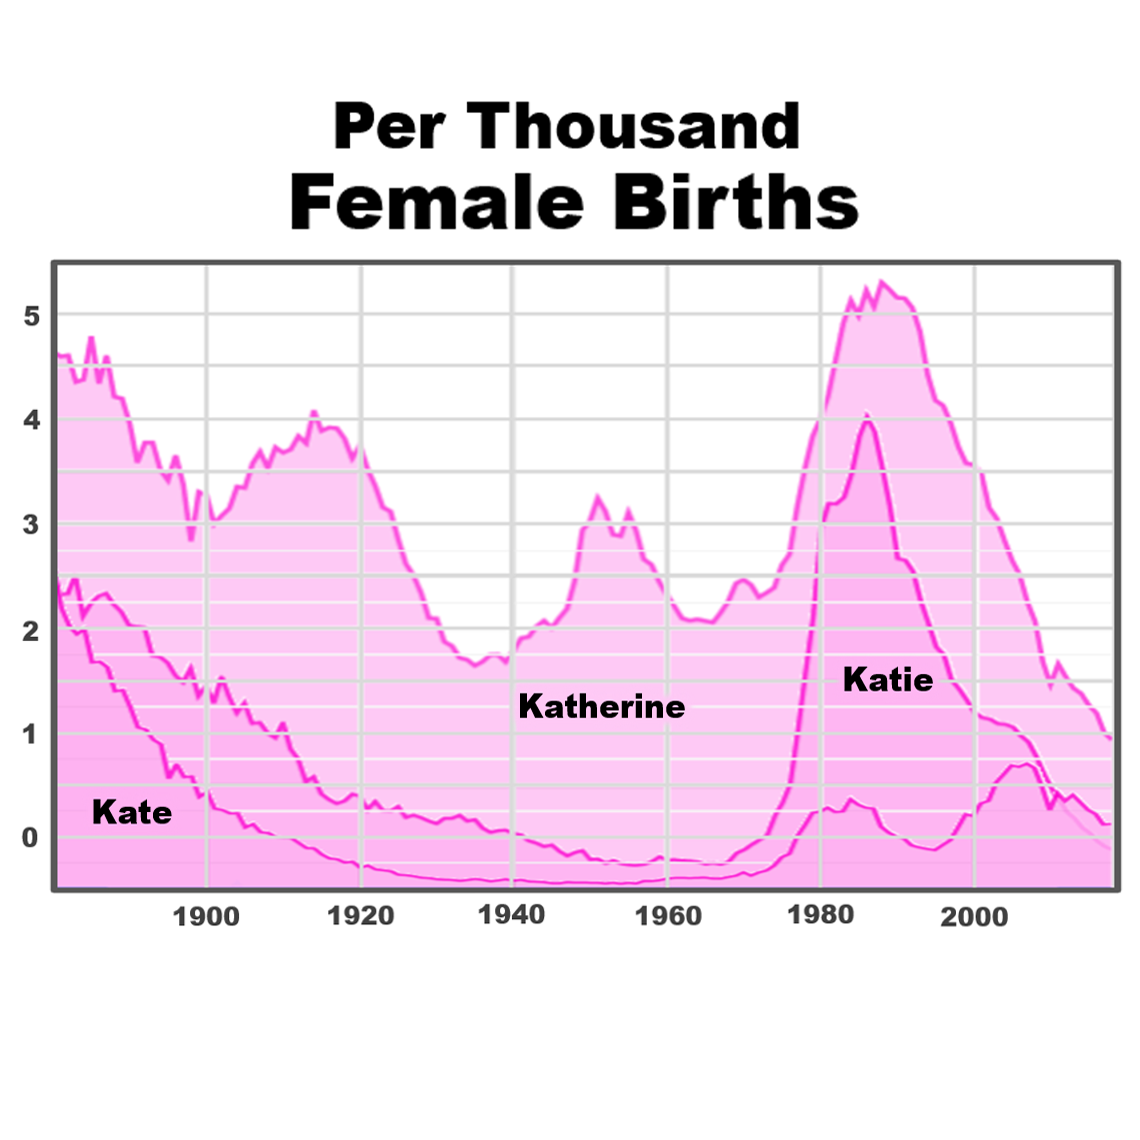 Per Thousand
Female Births
5
4
3
2
1
0
Katherine
Katie
Kate
1900 1920 1940 1960 1980 2000